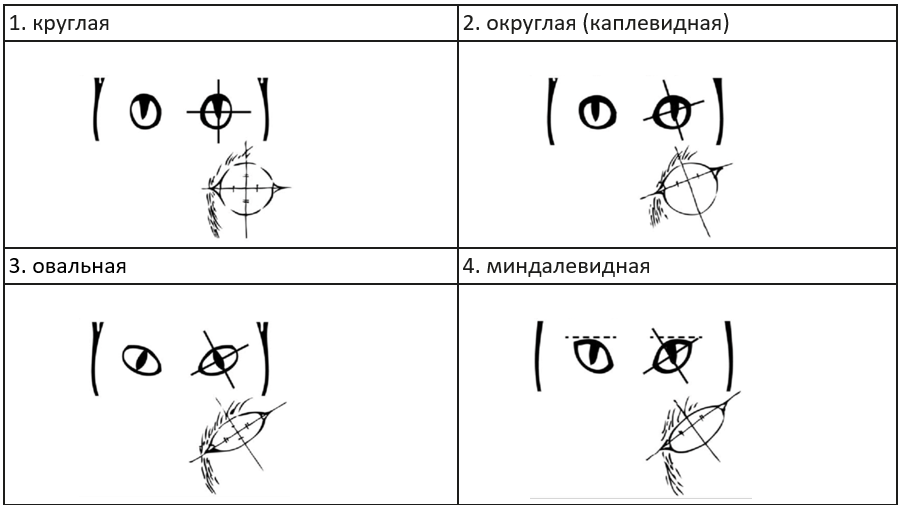 1. круглая
2. округлая (каплевидная)
3. овальная
4. миндалевидная